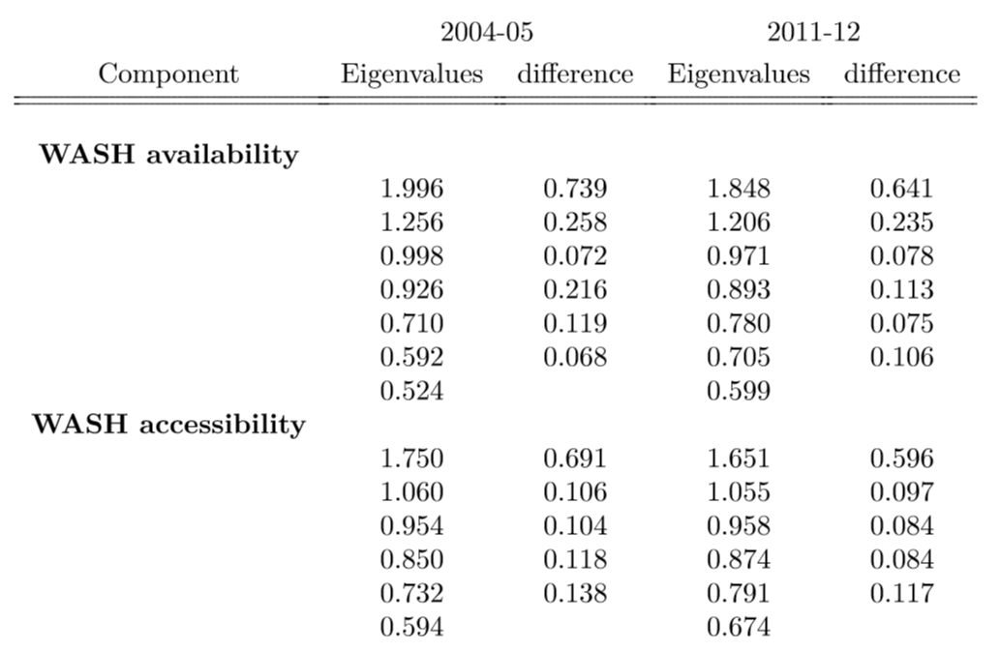 2004-05 2011-12
Component Eigenvalues difference Eigenvalues difference
WASH availability
1.996 0.739 1.848 0.641
1.256 0.258 1.206 0.235
0.998 0.072 0.971 0.078
0.926 0.216 0.893 0.113
0.710 0.119 0.780 0.075
0.592 0.068 0.705 0.106
0.524 0.599
WASH accessibility
1.750 0.691 1.651 0.596
1.060 0.106 1.055 0.097
0.954 0.104 0.958 0.084
0.850 0.118 0.874 0.084
0.732 0.138 0.791 0.117
0.594 0.674